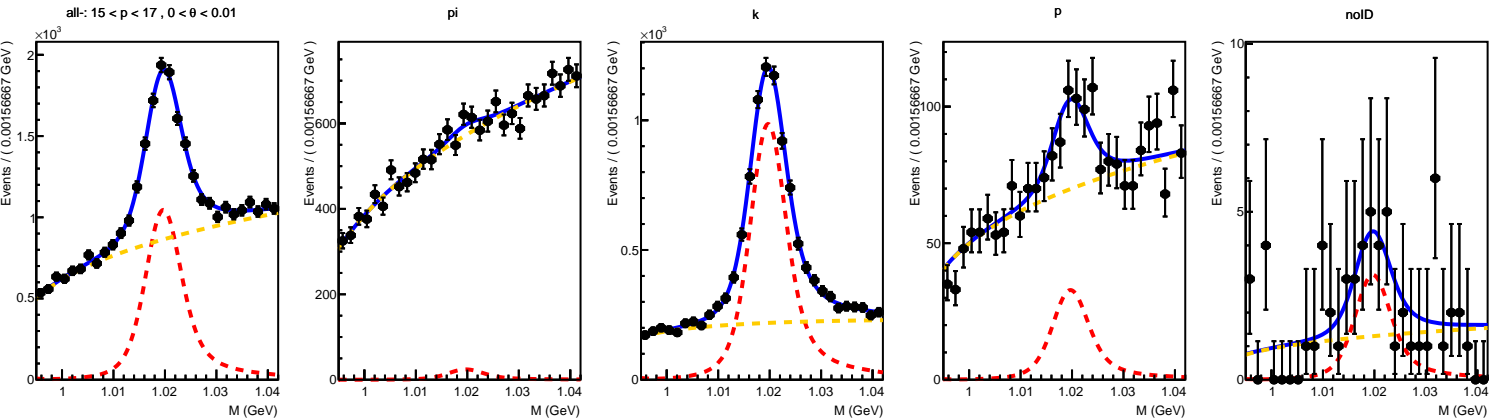 all-: 15 < p < 17 , 0 < θ < 0.01
×10³
Events / ( 0.00156667 GeV )
2
1.5
1
0.5
0
1 1.01 1.02 1.03 1.04
M (GeV)
pi
Events / ( 0.00156667 GeV )
600
400
200
0
1 1.01 1.02 1.03 1.04
M (GeV)
k
×10³
Events / ( 0.00156667 GeV )
1
0.5
0
1 1.01 1.02 1.03 1.04
M (GeV)
p
Events / ( 0.00156667 GeV )
100
50
0
1 1.01 1.02 1.03 1.04
M (GeV)
noID
Events / ( 0.00156667 GeV )
10
5
0
1 1.01 1.02 1.03 1.04
M (GeV)